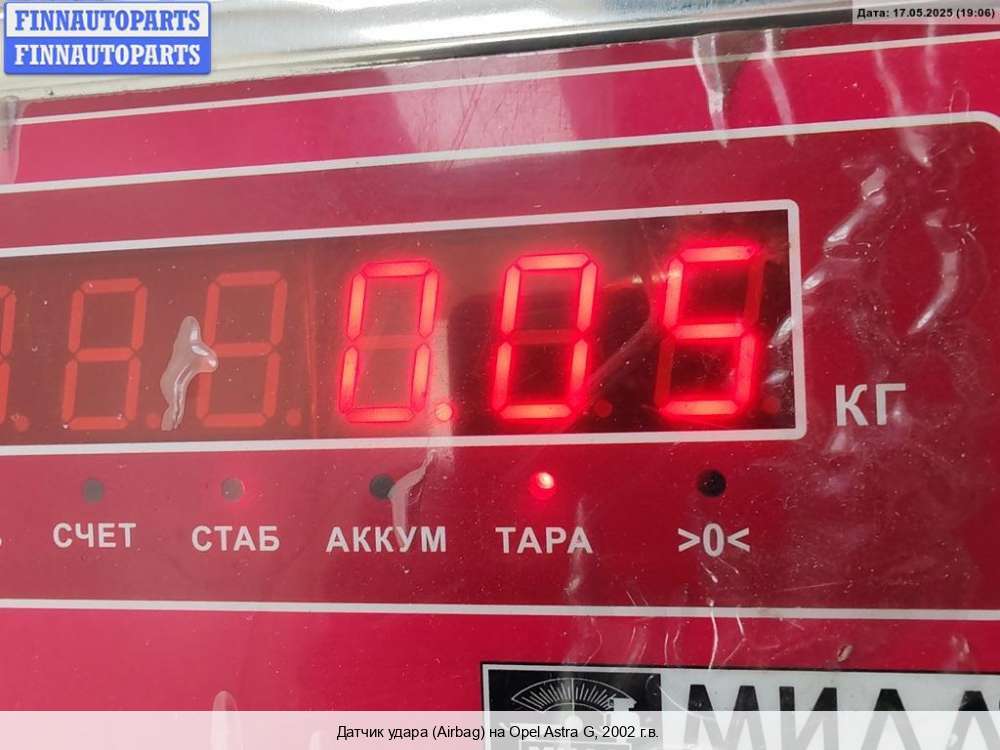 FINNAUTOPARTS
FINNAUTOPARTS
Дата: 17.05.2025 (19:06)
0.05
КГ
СЧЕТ СТАБ АККУМ ТАРА >0<
Датчик удара (Airbag) на Opel Astra G, 2002 г.в.